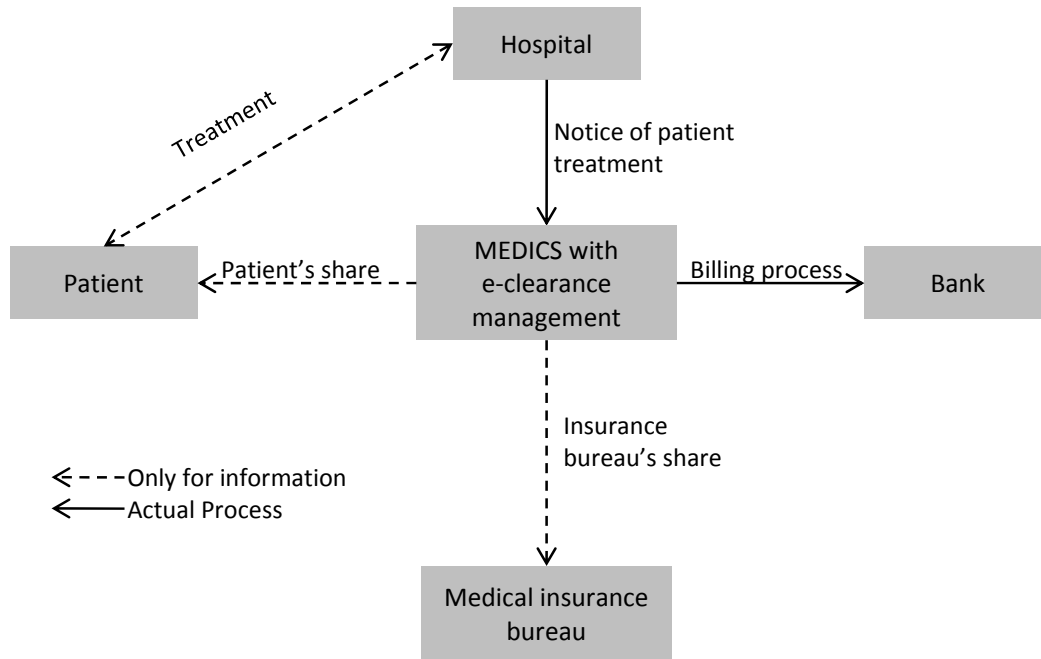 Hospital
Treatment
Notice of patient
treatment
Patient
Patient’s share
MEDICS with
e-clearance
management
Billing process
Bank
Insurance
bureau’s share
Only for information
Actual Process
Medical insurance
bureau